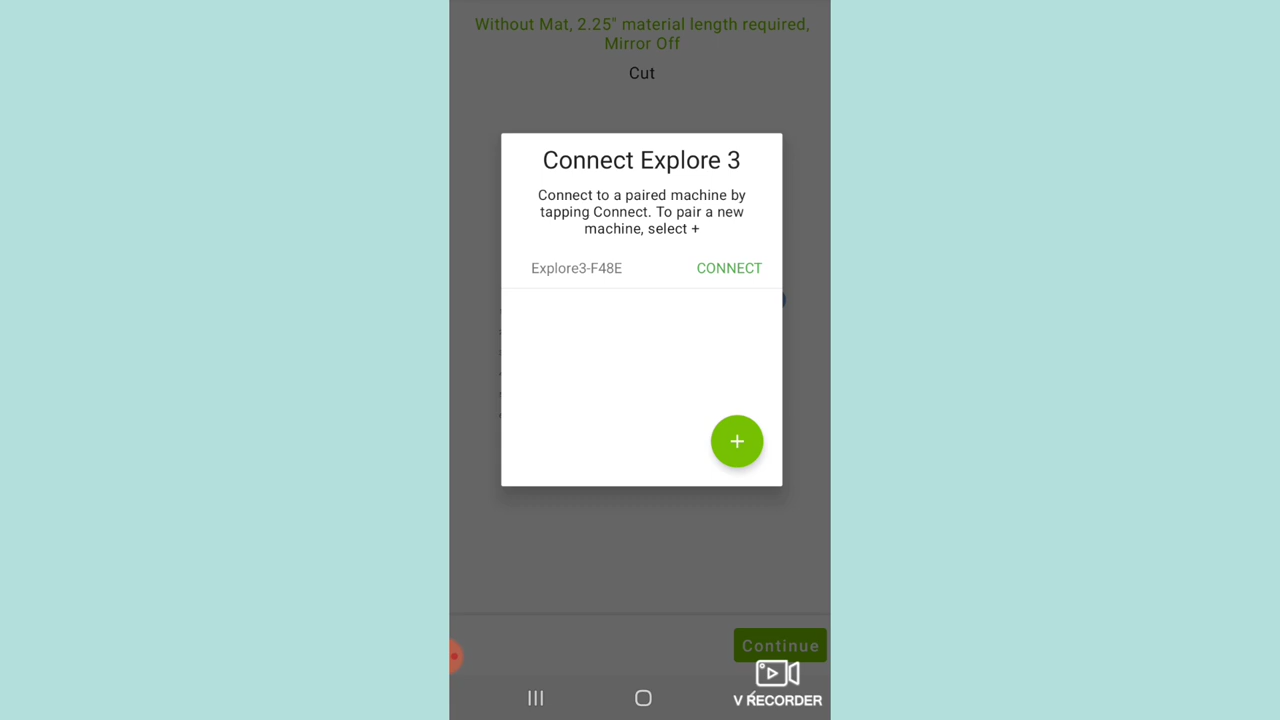 Without Mat, 2.25" material length required,
Mirror Off
Cut
Connect Explore 3
Connect to a paired machine by
tapping Connect. To pair a new
machine, select +
Explore3-F48E CONNECT
+
Continue
V RECORDER